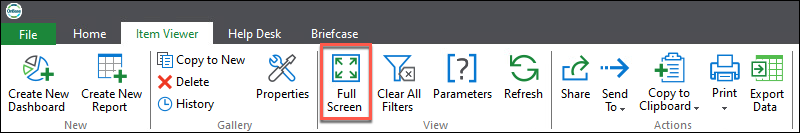 OnBase
File Home Item Viewer Help Desk Briefcase
Copy to New
Delete
History
Create New
Dashboard
Create New
Report
Properties
Full
Screen
Clear All
Filters
[?]
Parameters
Refresh
Share
Send
To
Copy to
Clipboard
Print
Export
Data
New Gallery View Actions